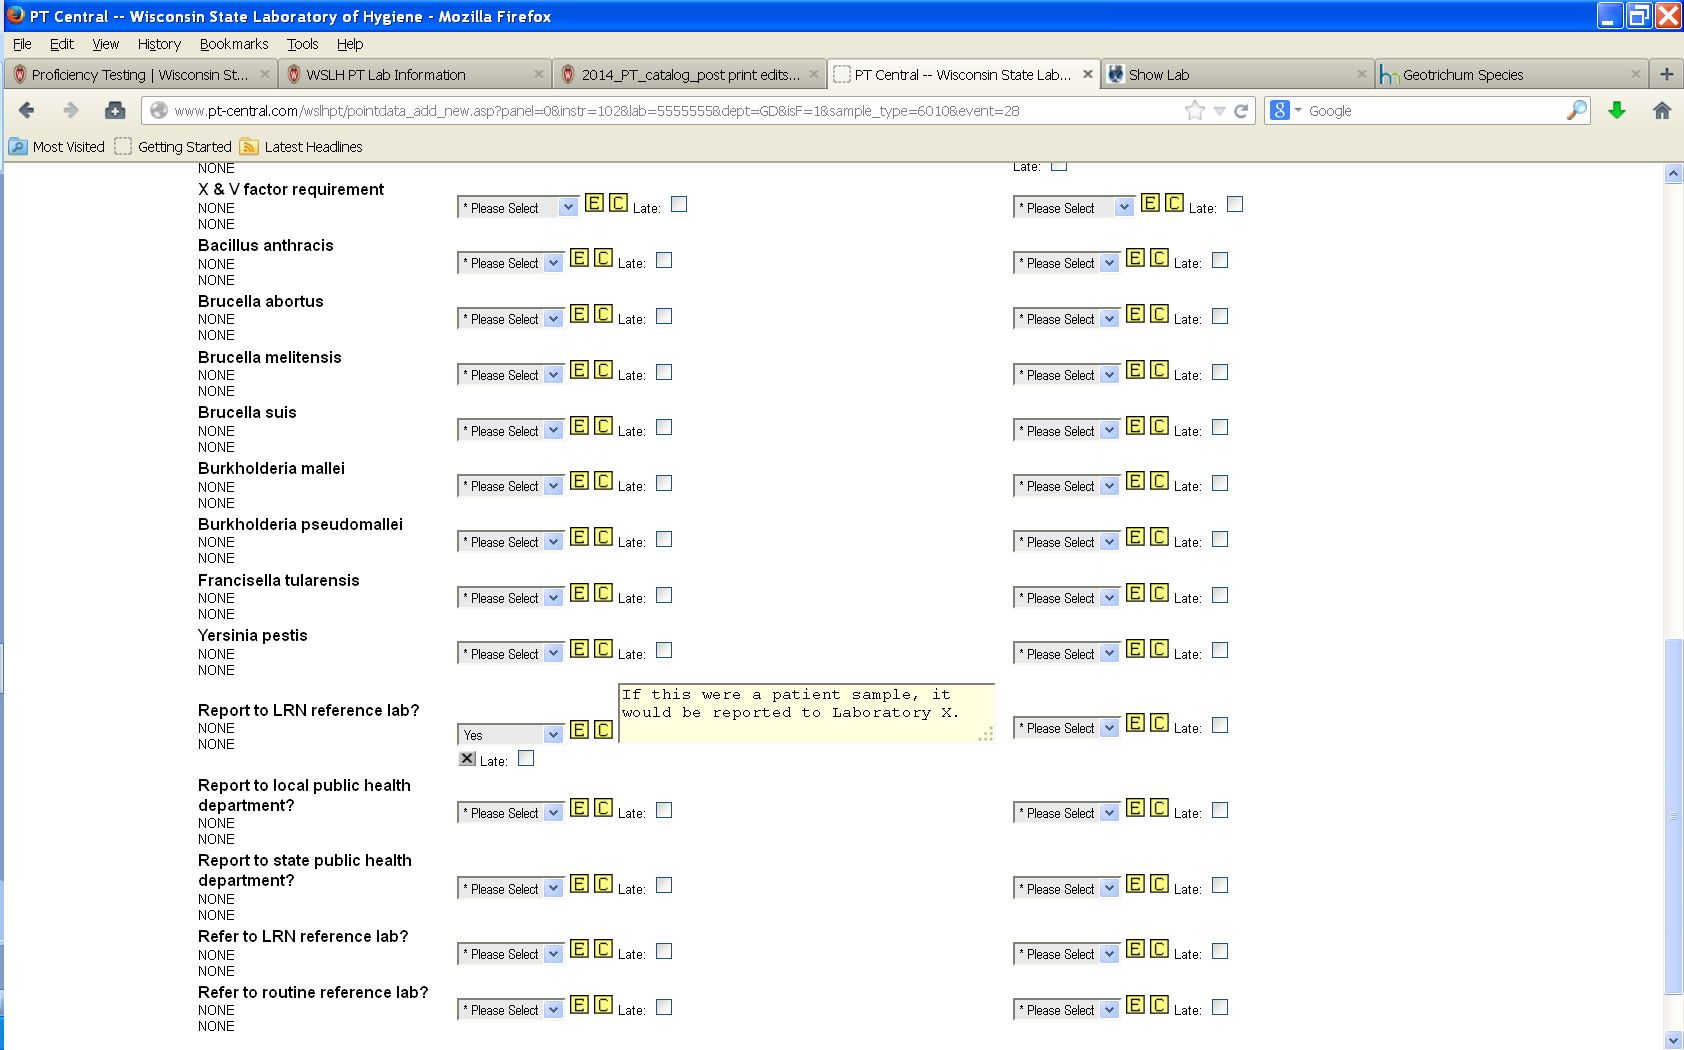 PT Central -- Wisconsin State Laboratory of Hygiene - Mozilla Firefox
File Edit View History Bookmarks Tools Help
Proficiency Testing | Wisconsin St... WSLH PT Lab Information 2014_PT_catalog_post print edits... PT Central -- Wisconsin State Lab... Show Lab Geotrichum Species
www.pt-central.com/wslhpt/pointdata_add_new.asp?panel=0&instr=102&lab=5555555&dept=GD&isF=1&sample_type=6010&event=28 Google
Most Visited Getting Started Latest Headlines
NONE Late:
X & V factor requirement
NONE * Please Select E C Late: * Please Select E C Late:
NONE
Bacillus anthracis
NONE * Please Select E C Late: * Please Select E C Late:
NONE
Brucella abortus
NONE * Please Select E C Late: * Please Select E C Late:
NONE
Brucella melitensis
NONE * Please Select E C Late: * Please Select E C Late:
NONE
Brucella suis
NONE * Please Select E C Late: * Please Select E C Late:
NONE
Burkholderia mallei
NONE * Please Select E C Late: * Please Select E C Late:
NONE
Burkholderia pseudomallei
NONE * Please Select E C Late: * Please Select E C Late:
NONE
Francisella tularensis
NONE * Please Select E C Late: * Please Select E C Late:
NONE
Yersinia pestis
NONE * Please Select E C Late: * Please Select E C Late:
NONE
If this were a patient sample, it
would be reported to Laboratory X.
Report to LRN reference lab?
NONE Yes E C * Please Select E C Late:
NONE
X Late:
Report to local public health
department?
NONE * Please Select E C Late: * Please Select E C Late:
NONE
Report to state public health
department?
NONE * Please Select E C Late: * Please Select E C Late:
NONE
Refer to LRN reference lab?
NONE * Please Select E C Late: * Please Select E C Late:
NONE
Refer to routine reference lab?
NONE * Please Select E C Late: * Please Select E C Late:
NONE